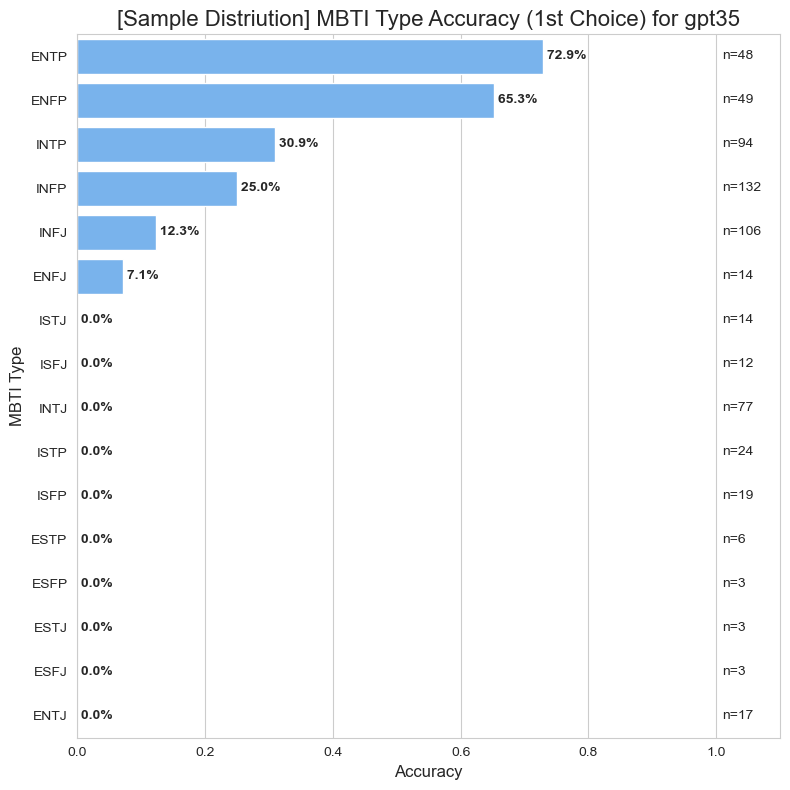 [Sample Distriution] MBTI Type Accuracy (1st Choice) for gpt35
ENTP 72.9% n=48
ENFP 65.3% n=49
INTP 30.9% n=94
INFP 25.0% n=132
INFJ 12.3% n=106
ENFJ 7.1% n=14
ISTJ 0.0% n=14
ISFJ 0.0% n=12
INTJ 0.0% n=77
ISTP 0.0% n=24
ISFP 0.0% n=19
ESTP 0.0% n=6
ESFP 0.0% n=3
ESTJ 0.0% n=3
ESFJ 0.0% n=3
ENTJ 0.0% n=17
MBTI Type
0.0 0.2 0.4 0.6 0.8 1.0
Accuracy